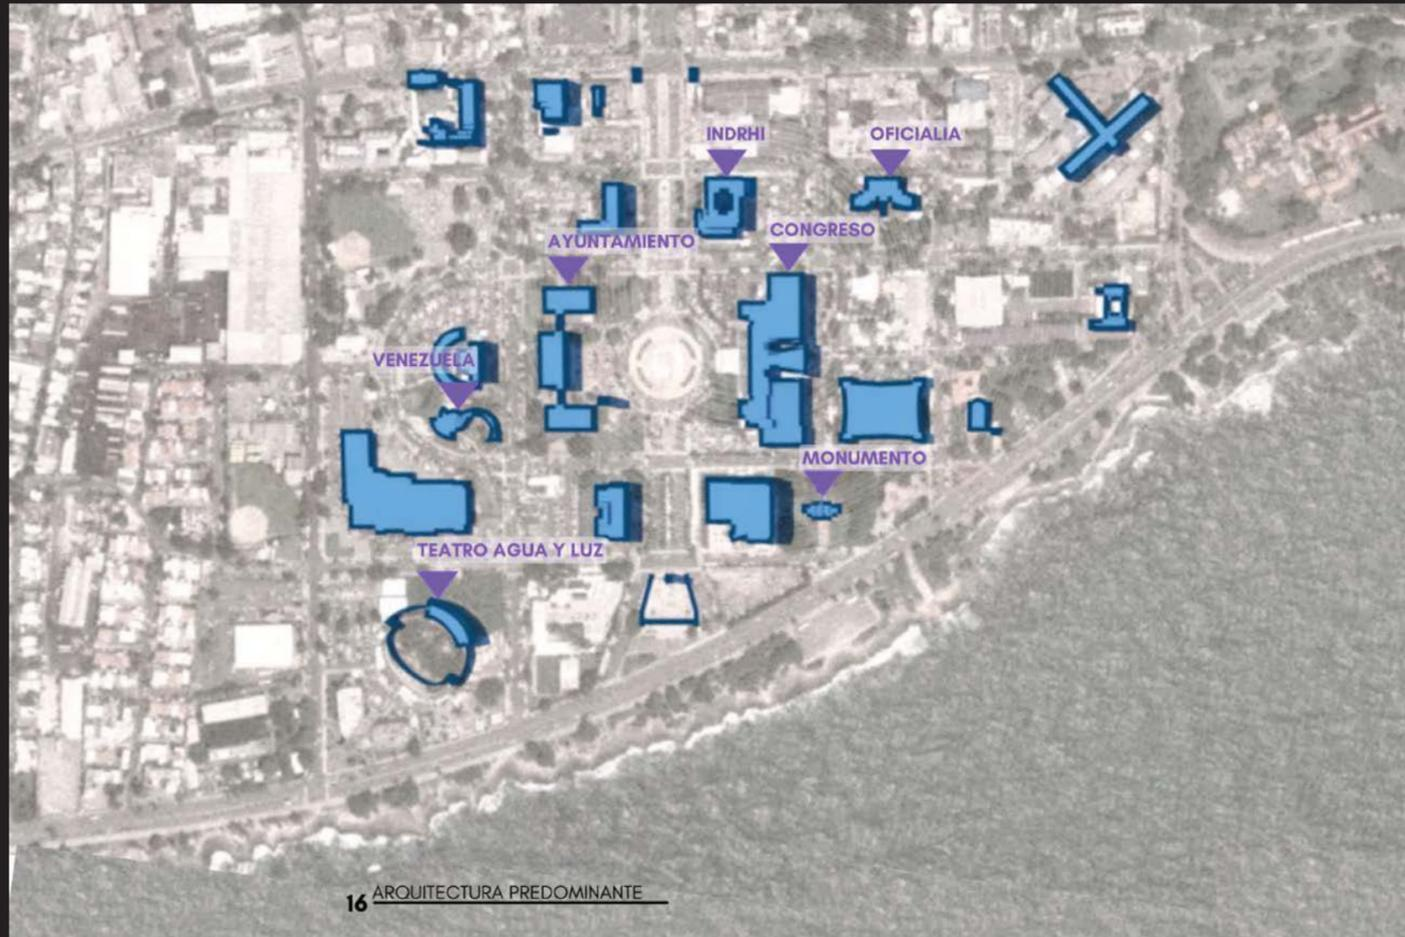 INDRHI
OFICIALIA
CONGRESO
AYUNTAMIENTO
VENEZUELA
MONUMENTO
TEATRO AGUA Y LUZ
16 ARQUITECTURA PREDOMINANTE